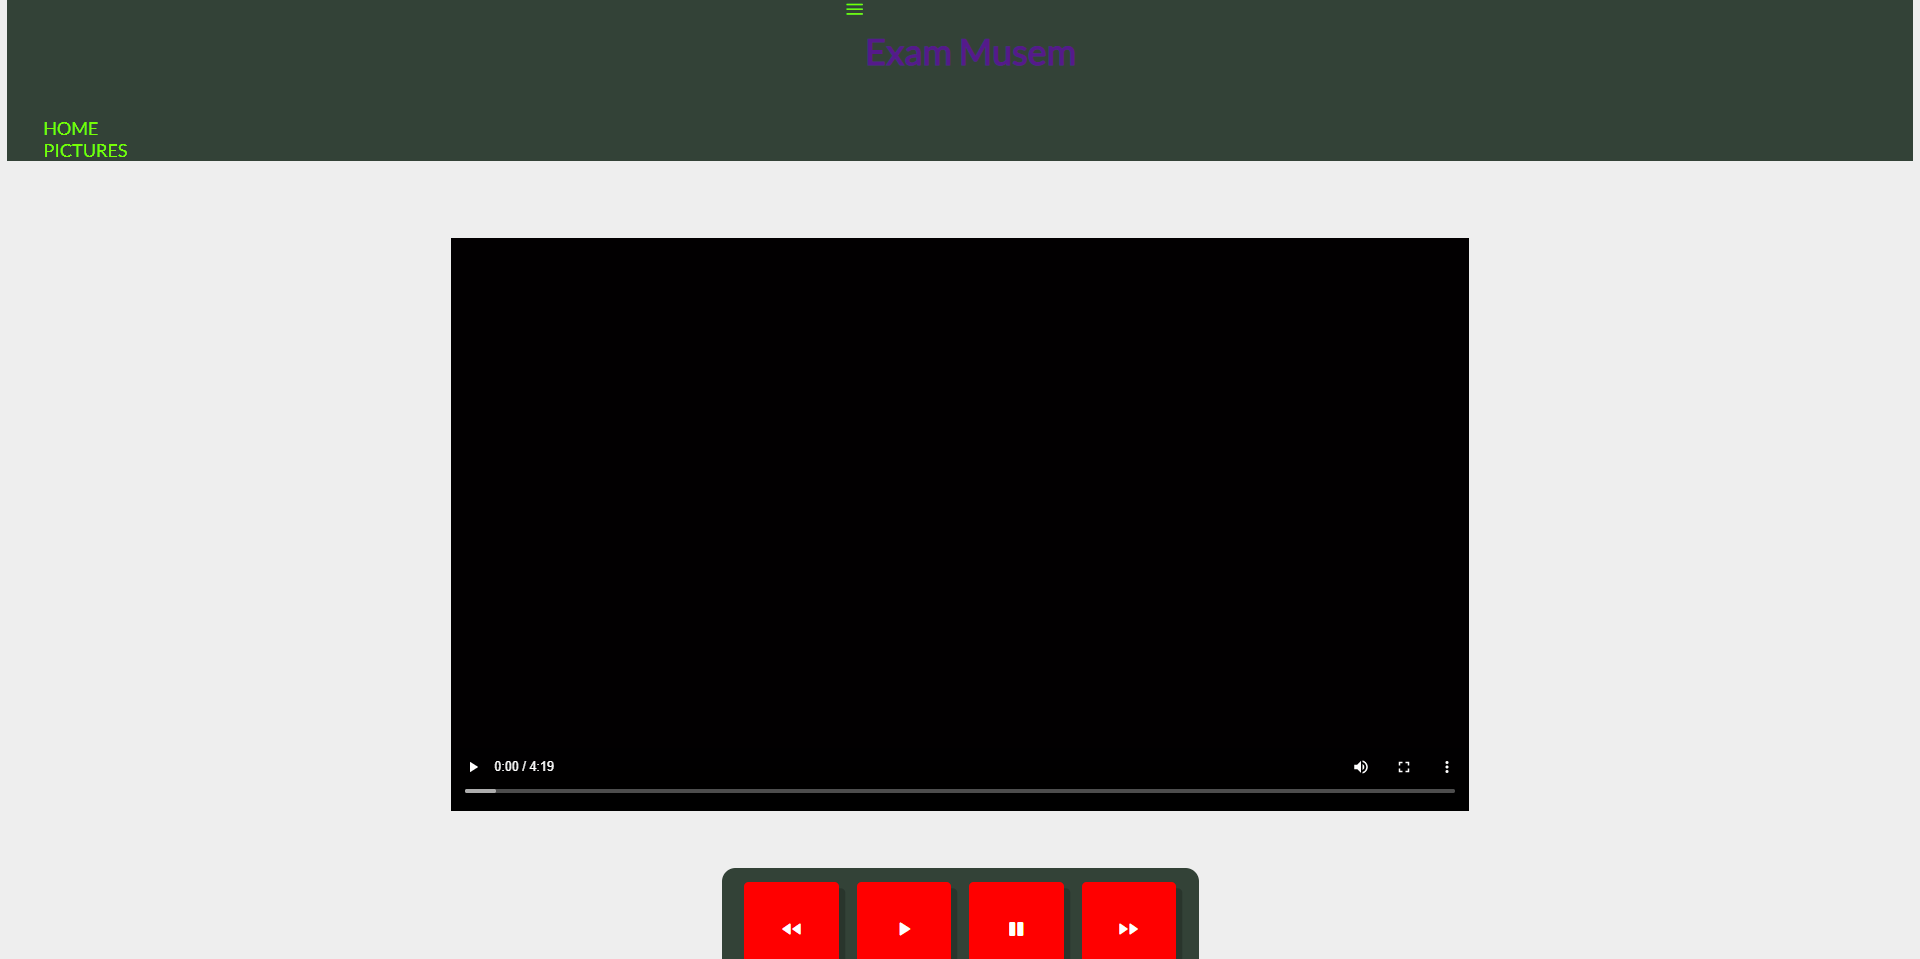 Exam Musem
HOME
PICTURES
0:00 / 4:19